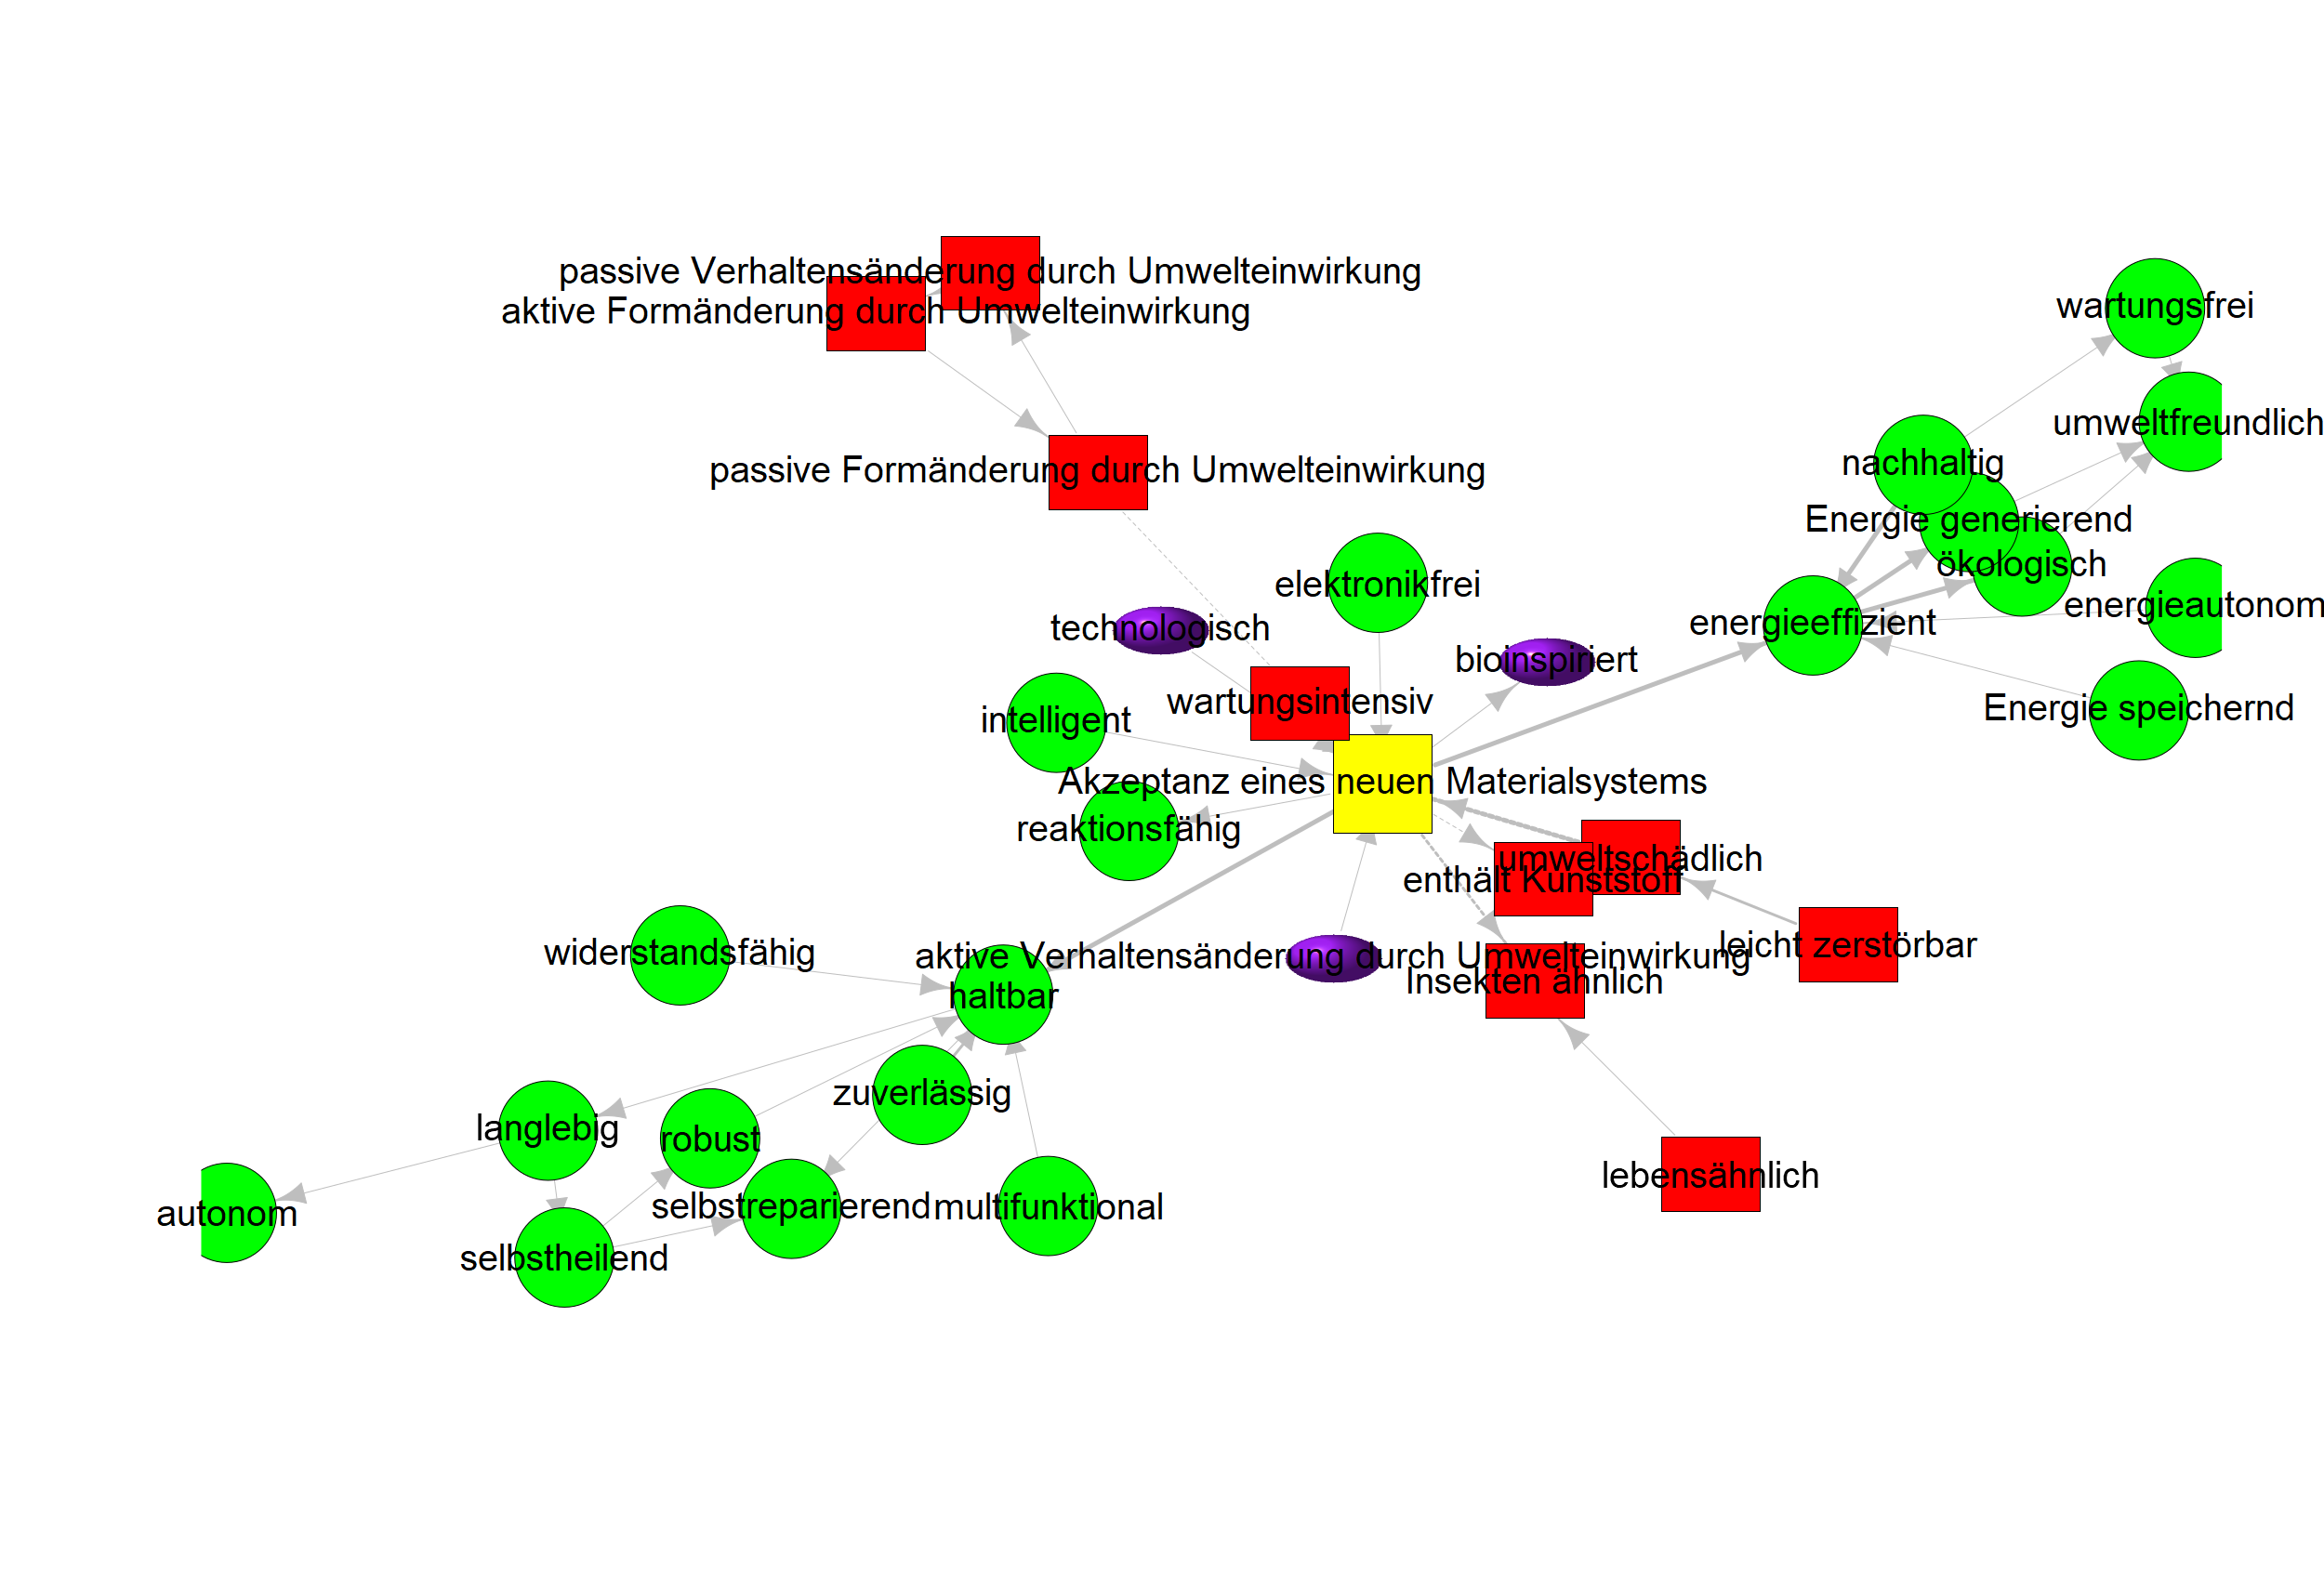 passive Verhaltensänderung durch Umwelteinwirkung
aktive Formänderung durch Umwelteinwirkung
wartungsfrei
umweltfreundlich
nachhaltig
passive Formänderung durch Umwelteinwirkung
Energie generierend
ökologisch
elektronikfrei
energieautonom
energieeffizient
technologisch
bioinspiriert
wartungsintensiv
Energie speichernd
intelligent
Akzeptanz eines neuen Materialsystems
reaktionsfähig
umweltschädlich
enthält Kunststoff
leicht zerstörbar
widerstandsfähig
aktive Verhaltensänderung durch Umwelteinwirkung
Insekten ähnlich
haltbar
zuverlässig
langlebig
robust
lebensähnlich
selbstreparierend
multifunktional
autonom
selbstheilend